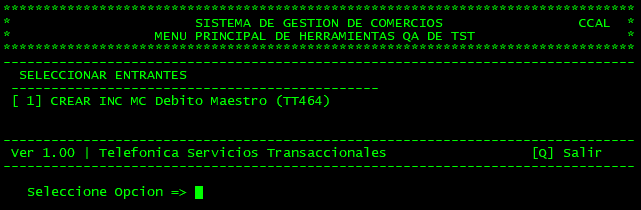 *******************************************************************************
* SISTEMA DE GESTION DE COMERCIOS CCAL *
* MENU PRINCIPAL DE HERRAMIENTAS QA DE TST *
*******************************************************************************
-------------------------------------------------------------------------------
SELECCIONAR ENTRANTES
----------------------------------------------
[ 1] CREAR INC MC Debito Maestro (TT464)
-------------------------------------------------------------------------------
Ver 1.00 | Telefonica Servicios Transaccionales [Q] Salir
-------------------------------------------------------------------------------
Seleccione Opcion =>